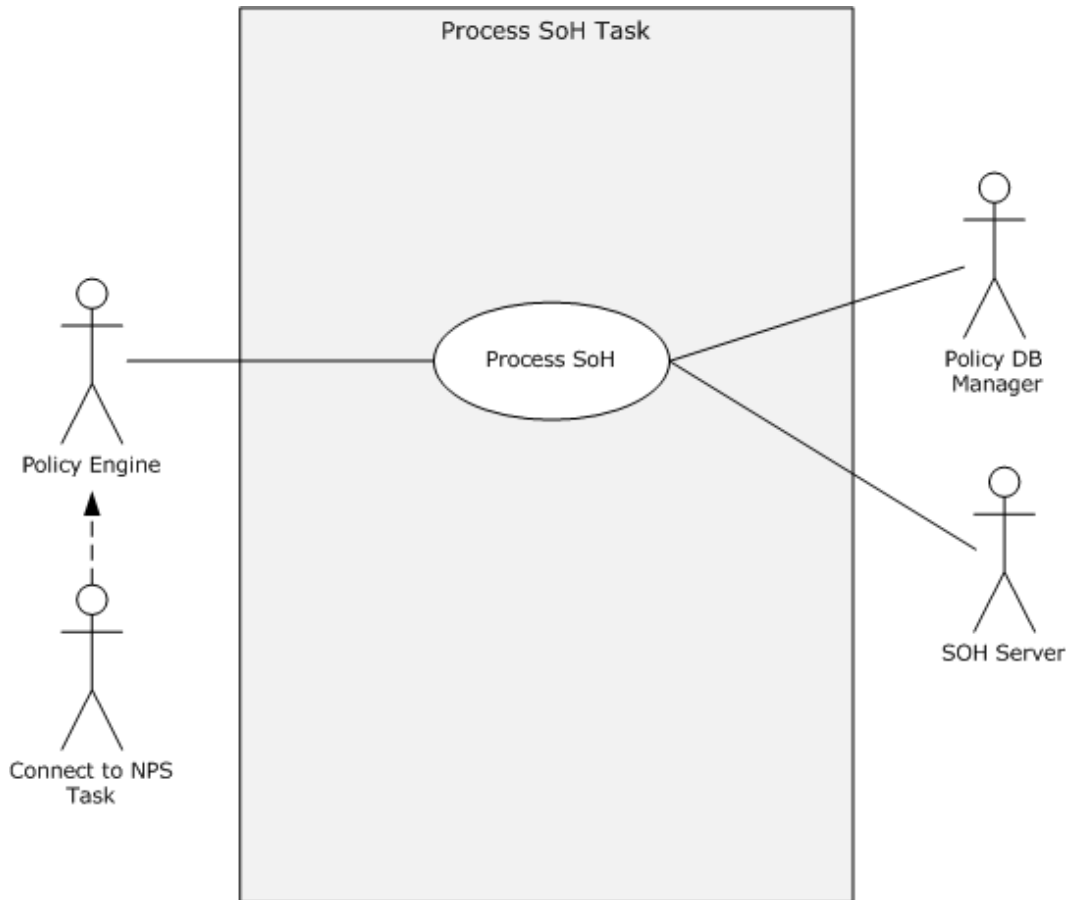 Process SoH Task
Process SoH
Policy Engine
Connect to NPS
Task
Policy DB
Manager
SOH Server